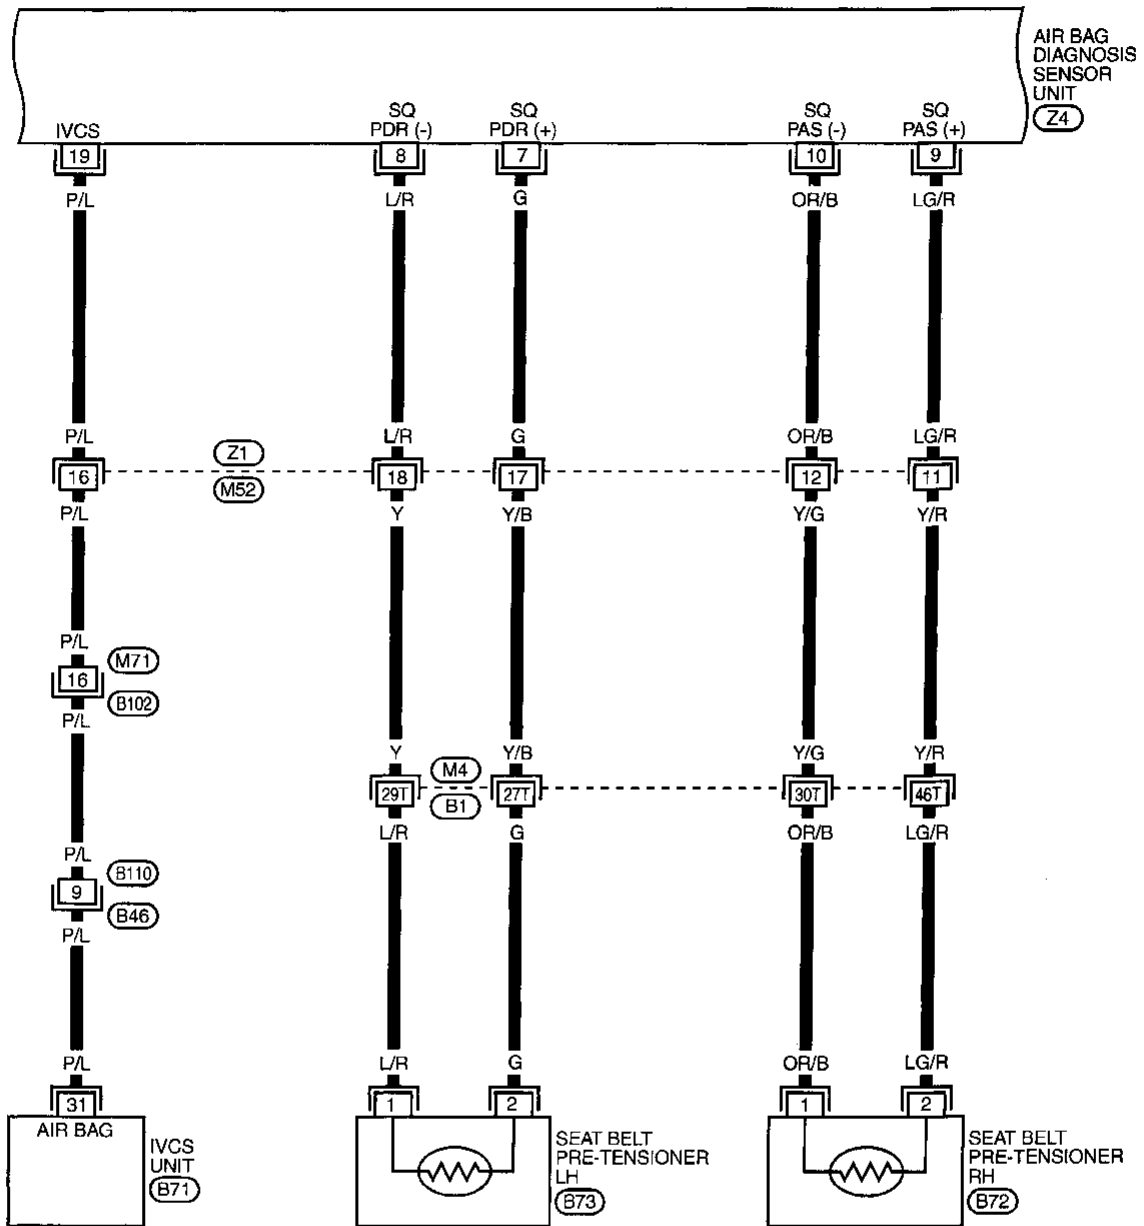 AIR BAG
DIAGNOSIS
SENSOR
UNIT
Z4
IVCS
SQ
PDR (-)
SQ
PDR (+)
SQ
PAS (-)
SQ
PAS (+)
19 8 7 10 9
P/L L/R G OR/B LG/R
P/L L/R G OR/B LG/R
16 Z1 18 17 12 11
M52
P/L Y Y/B Y/G Y/R
P/L
16 M71
B102
P/L
Y Y/B Y/G Y/R
29T M4 27T 30T 46T
B1
L/R G OR/B LG/R
P/L
9 B110
B46
P/L
P/L L/R G OR/B LG/R
31 1 2 1 2
AIR BAG
IVCS
UNIT
B71
SEAT BELT
PRE-TENSIONER
LH
B73
SEAT BELT
PRE-TENSIONER
RH
B72